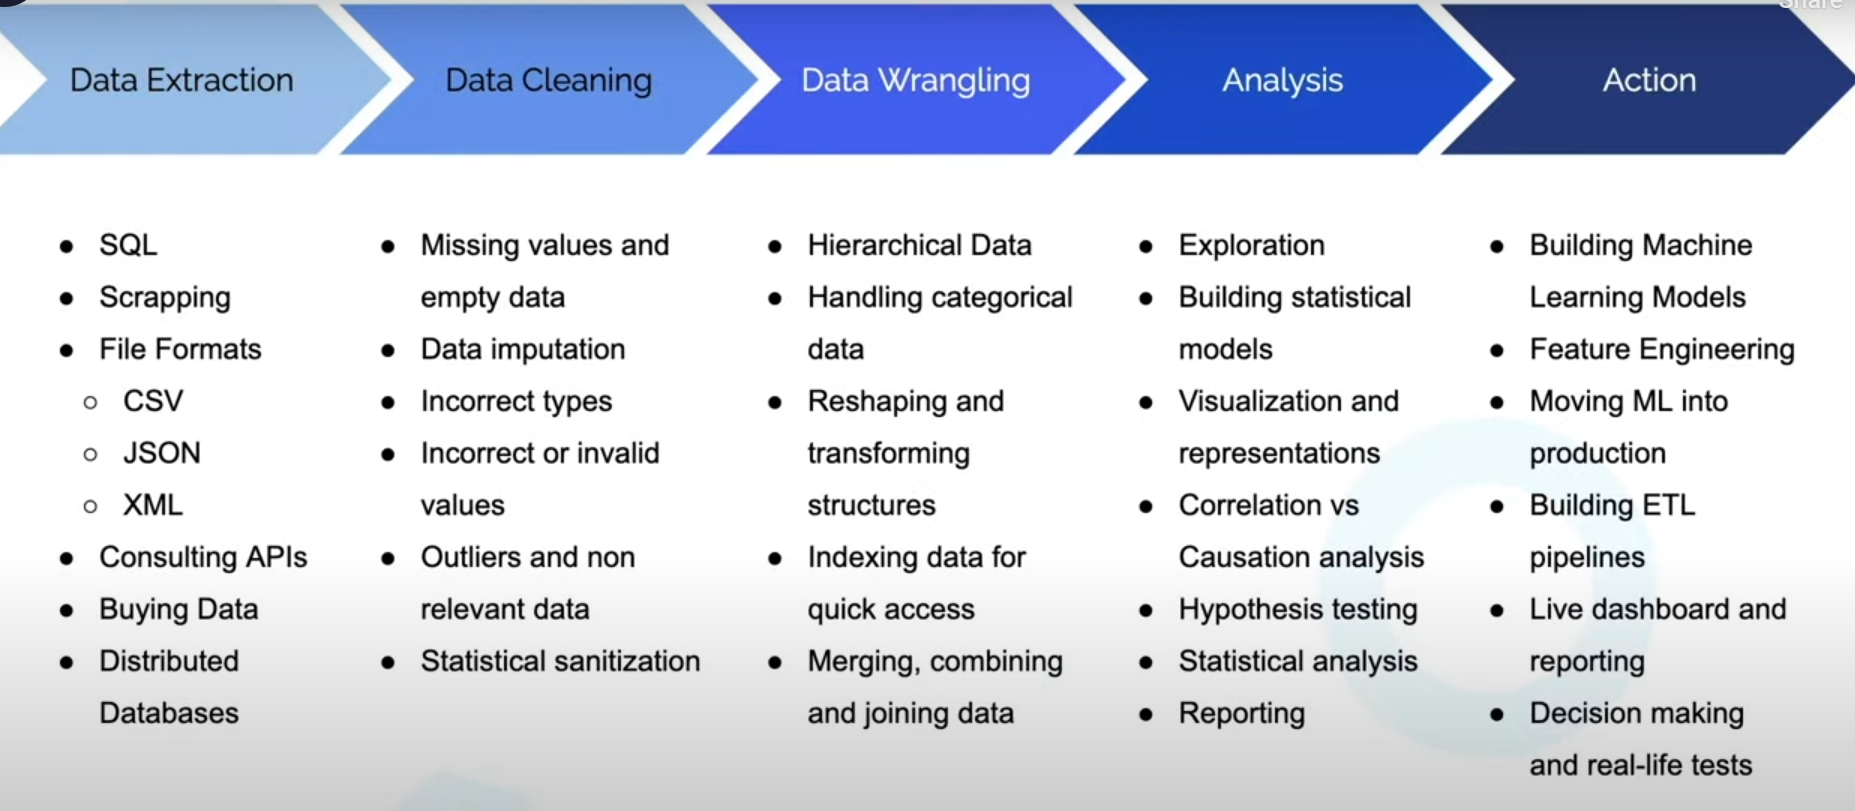 Share
Data Extraction
Data Cleaning
Data Wrangling
Analysis
Action
SQL
Scrapping
File Formats
CSV
JSON
XML
Consulting APIs
Buying Data
Distributed
Databases
Missing values and
empty data
Data imputation
Incorrect types
Incorrect or invalid
values
Outliers and non
relevant data
Statistical sanitization
Hierarchical Data
Handling categorical
data
Reshaping and
transforming
structures
Indexing data for
quick access
Merging, combining
and joining data
Exploration
Building statistical
models
Visualization and
representations
Correlation vs
Causation analysis
Hypothesis testing
Statistical analysis
Reporting
Building Machine
Learning Models
Feature Engineering
Moving ML into
production
Building ETL
pipelines
Live dashboard and
reporting
Decision making
and real-life tests